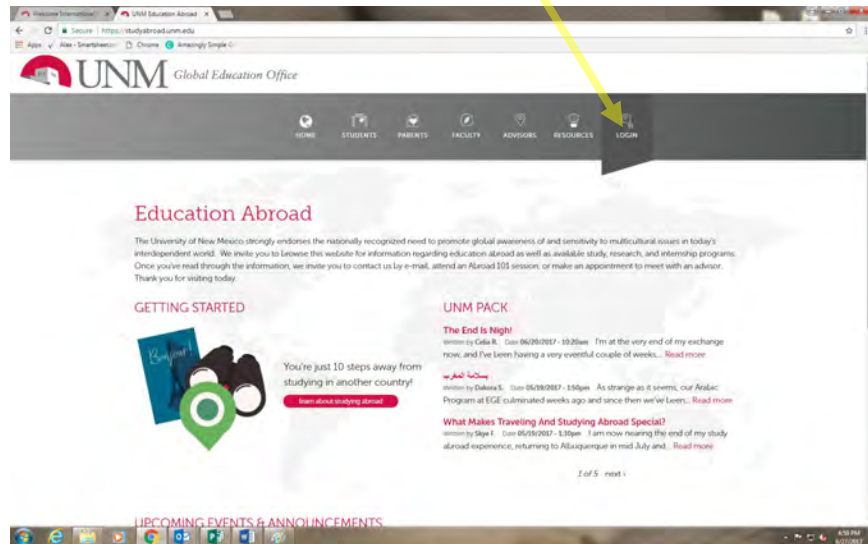 Welcome International
UNM Education Abroad
Secure https://studyabroad.unm.edu
Apps
Chrome
UNM Global Education Office
HOME STUDENTS PARENTS FACULTY ADVISORS RESOURCES LOGIN
Education Abroad
The University of New Mexico strongly endorses the nationally recognized need to promote global awareness of and sensitivity to multicultural issues in today's
interdependent world. We invite you to browse this website for information regarding education abroad as well as available study, research, and internship programs.
Once you've read through the information, we invite you to contact us by e-mail, attend an Abroad 101 session, or make an appointment to meet with an advisor.
Thank you for visiting today.
GETTING STARTED
Bonjour!
You're just 10 steps away from
studying in another country!
learn about studying abroad
UNM PACK
The End Is Nigh!
Written by Celia R. Date 06/20/2017 - 10:20am I'm at the very end of my exchange
now, and I've been having a very eventful couple of weeks... Read more
بسلامة المغرب
Written by Dakora S. Date 05/19/2017 - 1:50pm As strange as it seems, our Arabic
Program at EGE culminated weeks ago and since then we've been... Read more
What Makes Traveling And Studying Abroad Special?
Written by Skye F. Date 05/19/2017 - 1:30pm I am now nearing the end of my study
abroad experience, returning to Albuquerque in mid July and... Read more
1 of 5 next ›
UPCOMING EVENTS & ANNOUNCEMENTS
6/27/2017